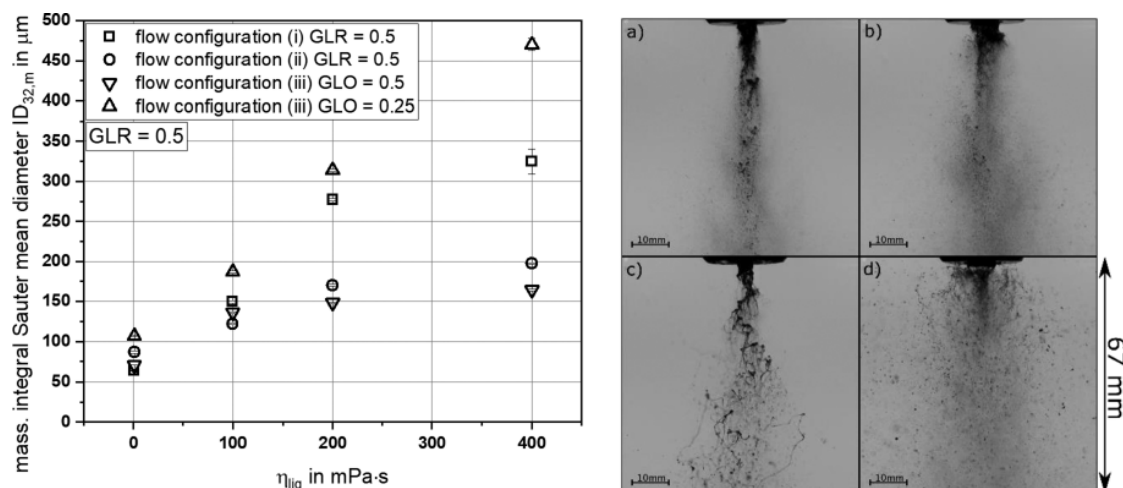 500
450
400
350
300
250
200
150
100
50
0
mass. integral Sauter mean diameter ID32,m in μm
flow configuration (i) GLR = 0.5
flow configuration (ii) GLR = 0.5
flow configuration (iii) GLO = 0.5
flow configuration (iii) GLO = 0.25
GLR = 0.5
0
100
200
300
400
ηliq in mPa·s
a)
10mm
b)
10mm
c)
10mm
d)
10mm
67 mm